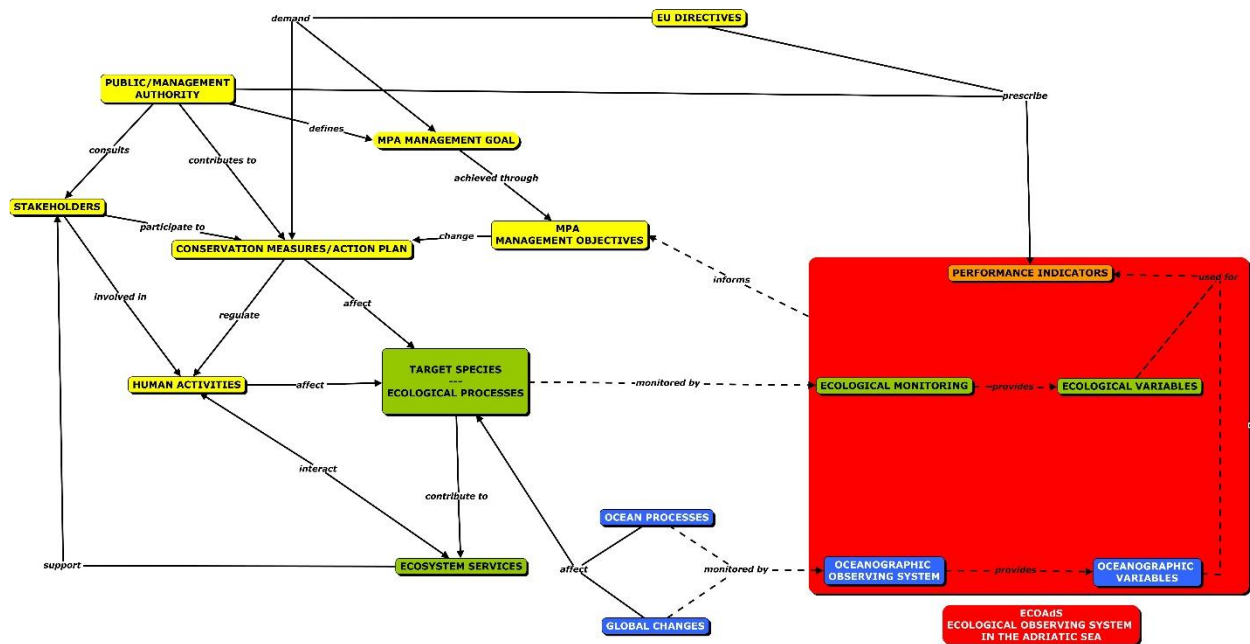 demand
EU DIRECTIVES
PUBLIC/MANAGEMENT
AUTHORITY
prescribe
defines
MPA MANAGEMENT GOAL
consults
contributes to
achieved through
STAKEHOLDERS
participate to
MPA
MANAGEMENT OBJECTIVES
change
CONSERVATION MEASURES/ACTION PLAN
PERFORMANCE INDICATORS
used for
informs
involved in
regulate
affect
TARGET SPECIES
---
ECOLOGICAL PROCESSES
HUMAN ACTIVITIES
affect
monitored by
ECOLOGICAL MONITORING
provides
ECOLOGICAL VARIABLES
interact
contribute to
OCEAN PROCESSES
support
ECOSYSTEM SERVICES
affect
monitored by
OCEANOGRAPHIC
OBSERVING SYSTEM
provides
OCEANOGRAPHIC
VARIABLES
GLOBAL CHANGES
ECOAdS
ECOLOGICAL OBSERVING SYSTEM
IN THE ADRIATIC SEA